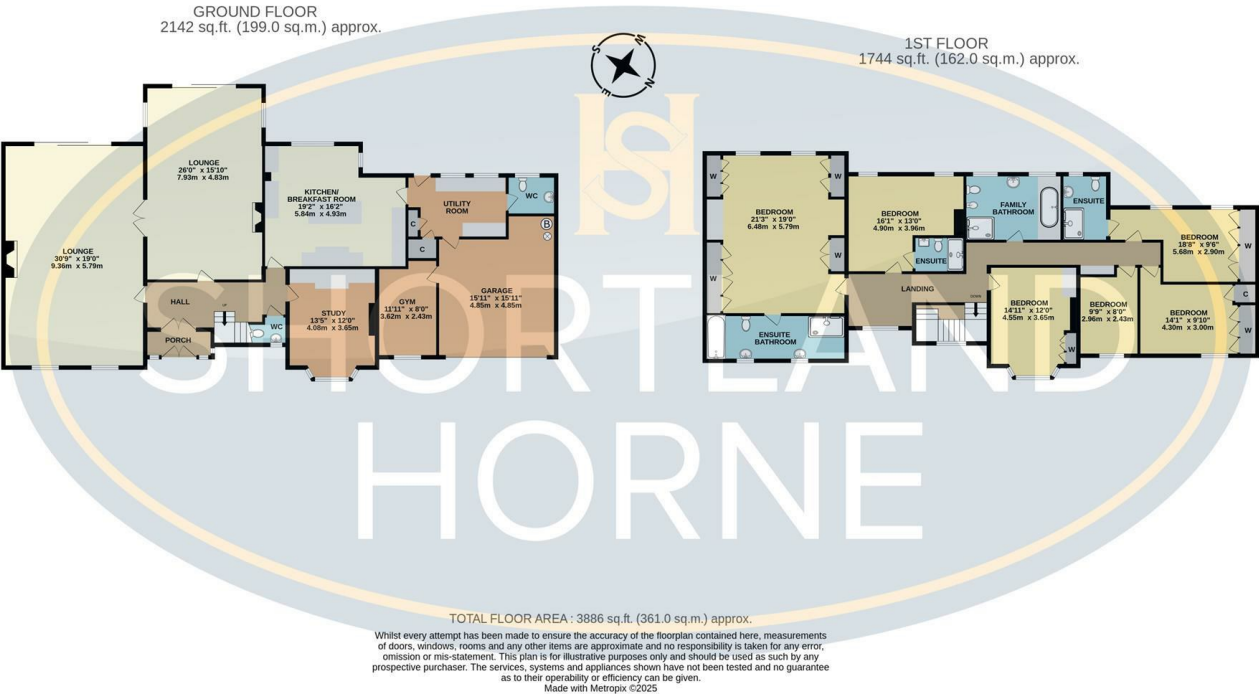 GROUND FLOOR
2142 sq.ft. (199.0 sq.m.) approx.
LOUNGE
26'0" x 15'10"
7.93m x 4.83m
LOUNGE
30'9" x 19'0"
9.36m x 5.79m
KITCHEN/
BREAKFAST ROOM
19'2" x 16'2"
5.84m x 4.93m
UTILITY
ROOM
WC
C
C
B
HALL
UP
PORCH
WC
STUDY
13'5" x 12'0"
4.08m x 3.65m
GYM
11'11" x 8'0"
3.62m x 2.43m
GARAGE
15'11" x 15'11"
4.85m x 4.85m
S
W
N
E
1ST FLOOR
1744 sq.ft. (162.0 sq.m.) approx.
W
W
W
W
BEDROOM
21'3" x 19'0"
6.48m x 5.79m
BEDROOM
16'1" x 13'0"
4.90m x 3.96m
ENSUITE
FAMILY
BATHROOM
ENSUITE
BEDROOM
18'8" x 9'6"
5.68m x 2.90m
W
C
W
LANDING
DOWN
ENSUITE
BATHROOM
BEDROOM
14'11" x 12'0"
4.55m x 3.65m
W
BEDROOM
9'9" x 8'0"
2.96m x 2.43m
BEDROOM
14'1" x 9'10"
4.30m x 3.00m
SHS
SHORTLAND
HORNE
TOTAL FLOOR AREA : 3886 sq.ft. (361.0 sq.m.) approx.
Whilst every attempt has been made to ensure the accuracy of the floorplan contained here, measurements
of doors, windows, rooms and any other items are approximate and no responsibility is taken for any error,
omission or mis-statement. This plan is for illustrative purposes only and should be used as such by any
prospective purchaser. The services, systems and appliances shown have not been tested and no guarantee
as to their operability or efficiency can be given.
Made with Metropix ©2025